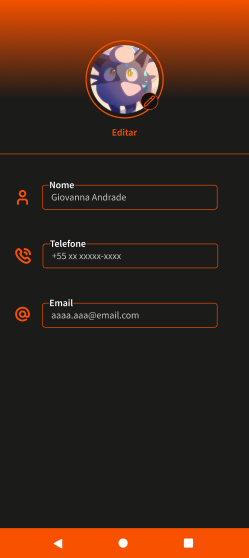 Editar
Nome
Giovanna Andrade
Telefone
+55 xx xxxxx-xxxx
Email
aaaa.aaa@email.com